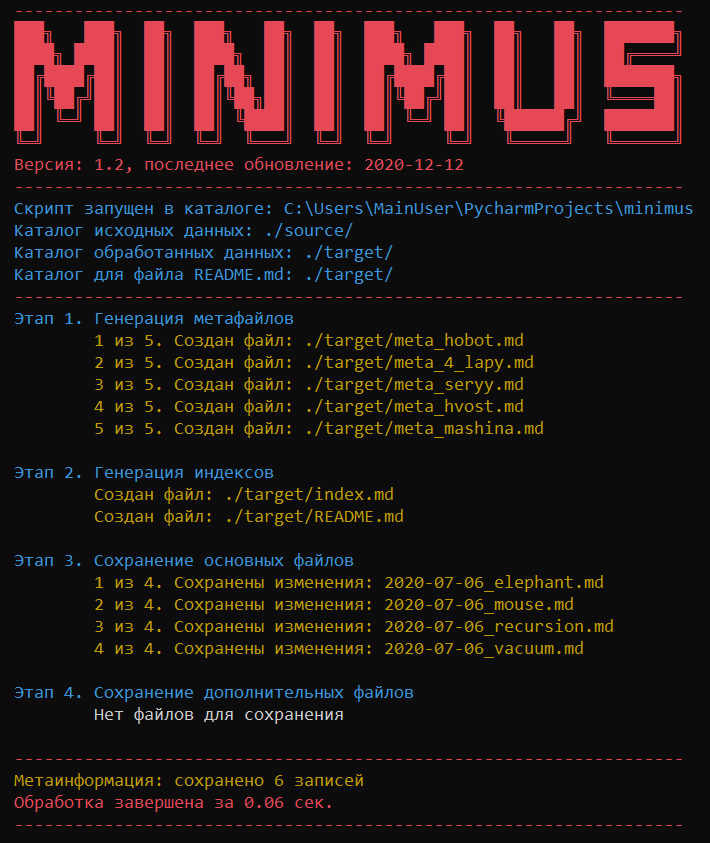 MINIMUS
Версия: 1.2, последнее обновление: 2020-12-12
Скрипт запущен в каталоге: C:\Users\MainUser\PycharmProjects\minimus
Каталог исходных данных: ./source/
Каталог обработанных данных: ./target/
Каталог для файла README.md: ./target/
Этап 1. Генерация метафайлов
1 из 5. Создан файл: ./target/meta_hobot.md
2 из 5. Создан файл: ./target/meta_4_lapy.md
3 из 5. Создан файл: ./target/meta_seryy.md
4 из 5. Создан файл: ./target/meta_hvost.md
5 из 5. Создан файл: ./target/meta_mashina.md
Этап 2. Генерация индексов
Создан файл: ./target/index.md
Создан файл: ./target/README.md
Этап 3. Сохранение основных файлов
1 из 4. Сохранены изменения: 2020-07-06_elephant.md
2 из 4. Сохранены изменения: 2020-07-06_mouse.md
3 из 4. Сохранены изменения: 2020-07-06_recursion.md
4 из 4. Сохранены изменения: 2020-07-06_vacuum.md
Этап 4. Сохранение дополнительных файлов
Нет файлов для сохранения
Метаинформация: сохранено 6 записей
Обработка завершена за 0.06 сек.